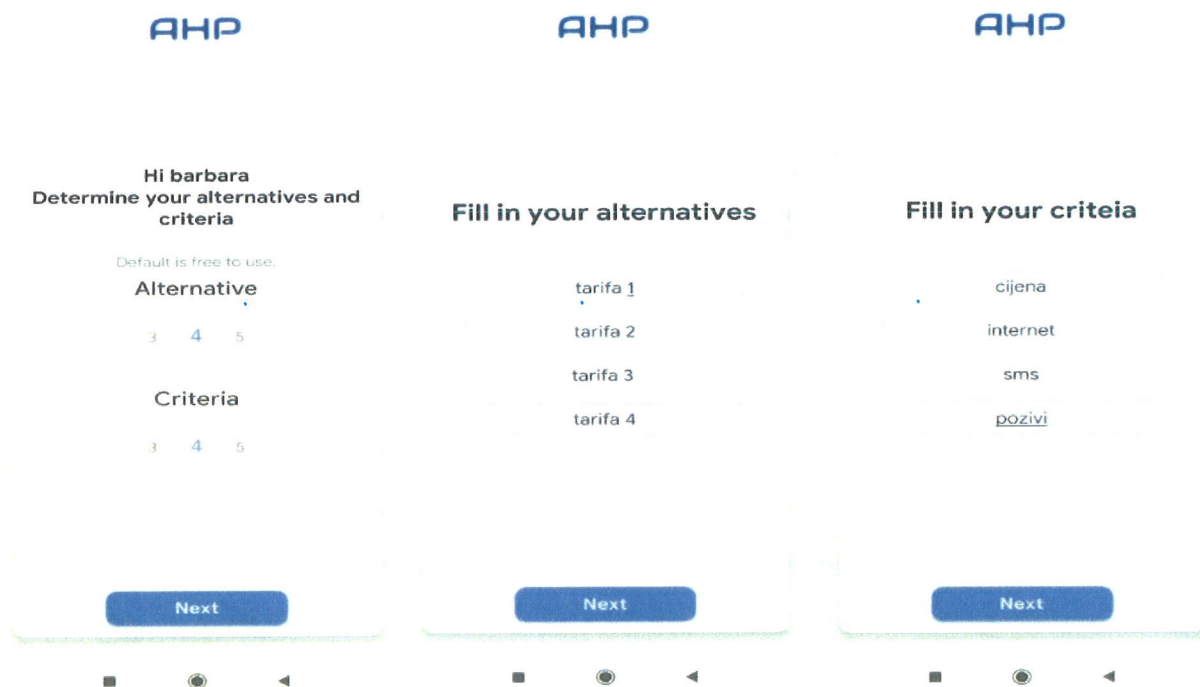 AHP
Hi barbara
Determine your alternatives and
criteria
Default is free to use.
Alternative
3 4 5
Criteria
3 4 5
Next
AHP
Fill in your alternatives
tarifa 1
tarifa 2
tarifa 3
tarifa 4
Next
AHP
Fill in your criteia
cijena
internet
sms
pozivi
Next